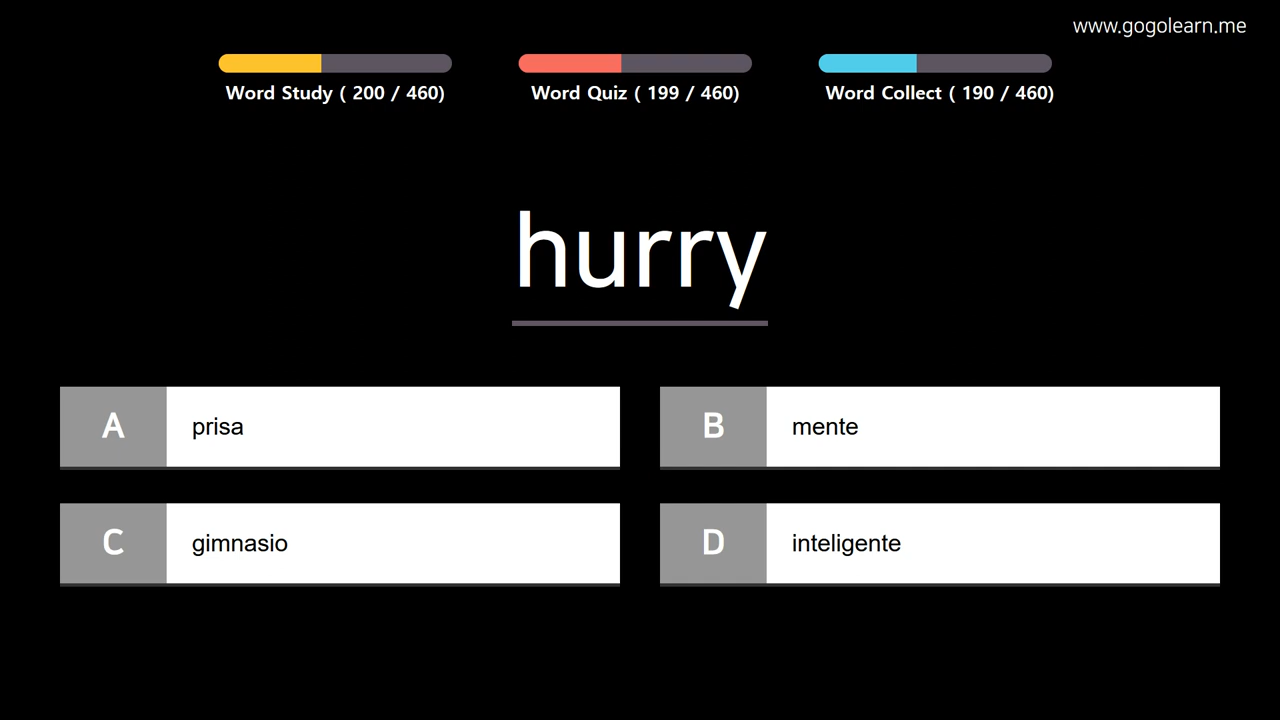 www.gogolearn.me
Word Study ( 200 / 460)
Word Quiz ( 199 / 460)
Word Collect ( 190 / 460)
hurry
A prisa
B mente
C gimnasio
D inteligente